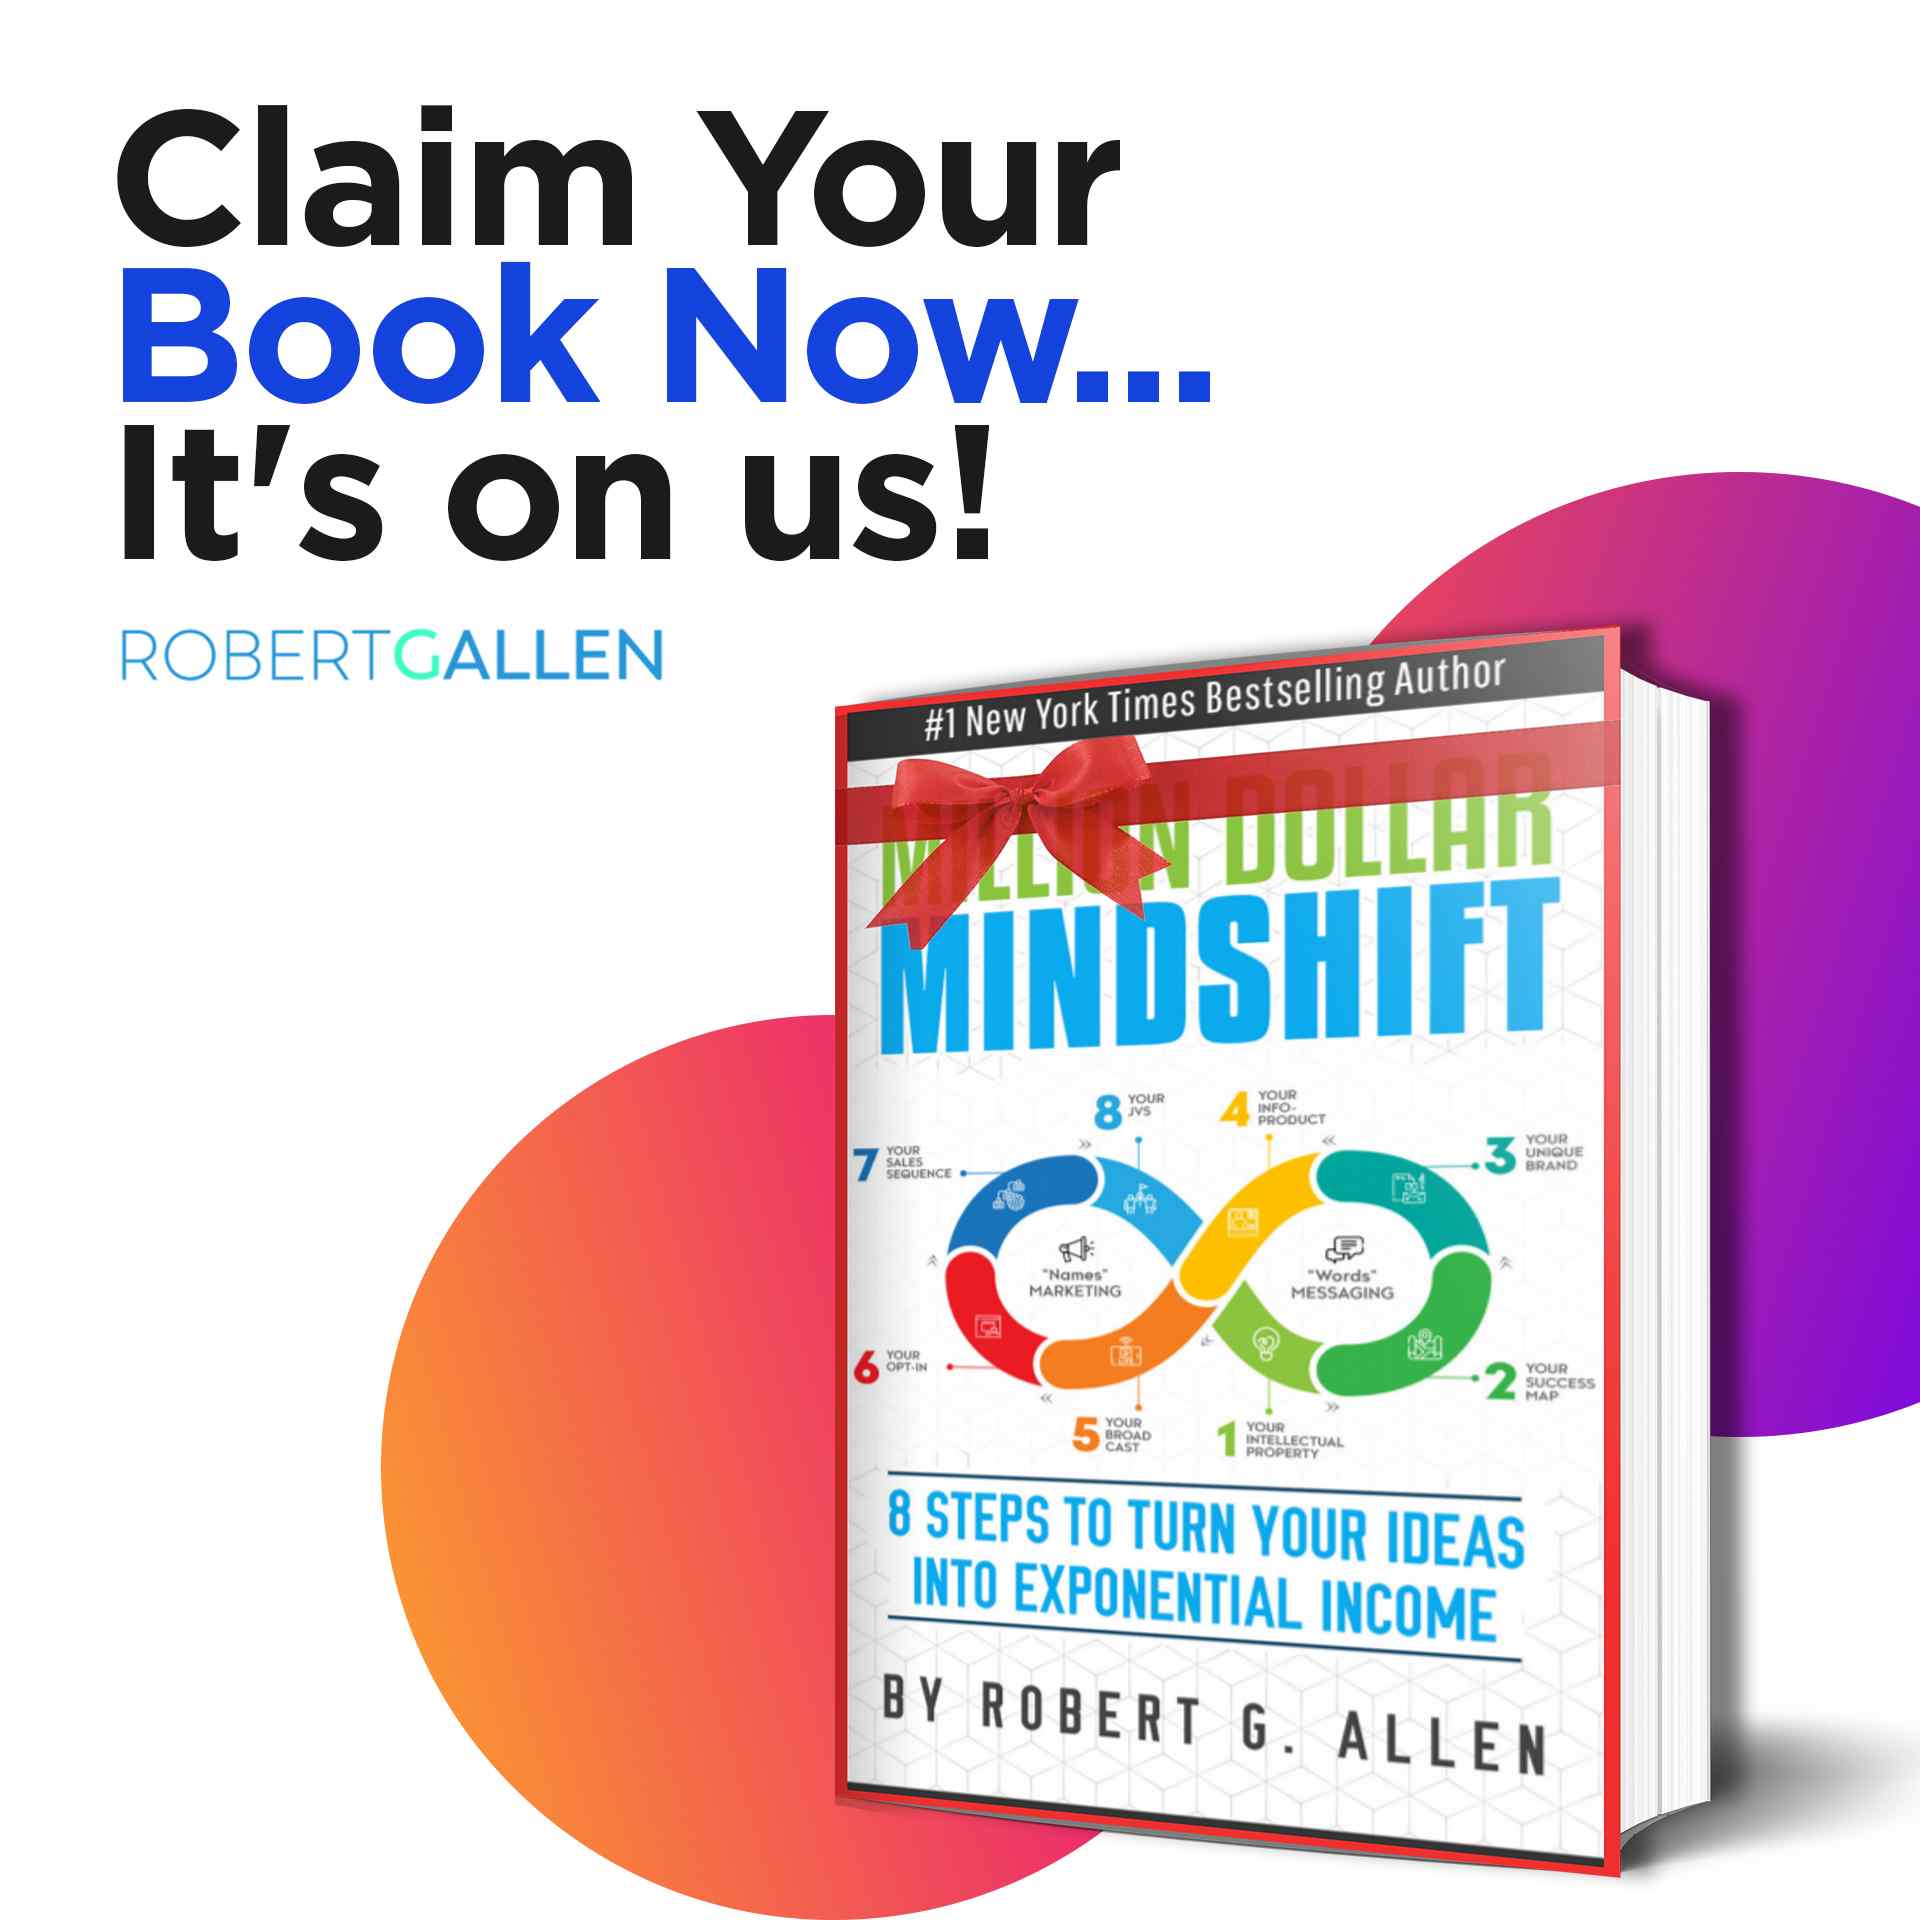 Claim Your
Book Now...
It's on us!
ROBERTGALLEN
#1 New York Times Bestselling Author
MILLION DOLLAR
MINDSHIFT
8 YOUR
JVS
4 YOUR
INFO-
PRODUCT
7 YOUR
SALES
SEQUENCE
3 YOUR
UNIQUE
BRAND
"Names"
MARKETING
"Words"
MESSAGING
6 YOUR
OPT-IN
2 YOUR
SUCCESS
MAP
5 YOUR
BROAD
CAST
1 YOUR
INTELLECTUAL
PROPERTY
8 STEPS TO TURN YOUR IDEAS
INTO EXPONENTIAL INCOME
BY ROBERT G. ALLEN